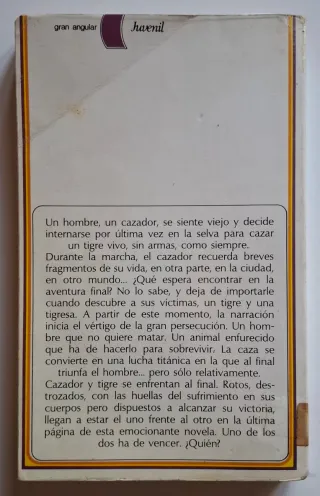 gran angular Juvenil
Un hombre, un cazador, se siente viejo y decide
internarse por última vez en la selva para cazar
un tigre vivo, sin armas, como siempre.
Durante la marcha, el cazador recuerda breves
fragmentos de su vida, en otra parte, en la ciudad,
en otro mundo... ¿Qué espera encontrar en la
aventura final? No lo sabe, y deja de importarle
cuando descubre a sus víctimas, un tigre y una
tigresa. A partir de este momento, la narración
inicia el vértigo de la gran persecución. Un hom-
bre que no quiere matar. Un animal enfurecido
que ha de hacerlo para sobrevivir. La caza se
convierte en una lucha titánica en la que al final
triunfa el hombre... pero sólo relativamente.
Cazador y tigre se enfrentan al final. Rotos, des-
trozados, con las huellas del sufrimiento en sus
cuerpos pero dispuestos a alcanzar su victoria,
llegan a estar el uno frente al otro en la última
página de esta emocionante novela. Uno de los
dos ha de vencer. ¿Quién?